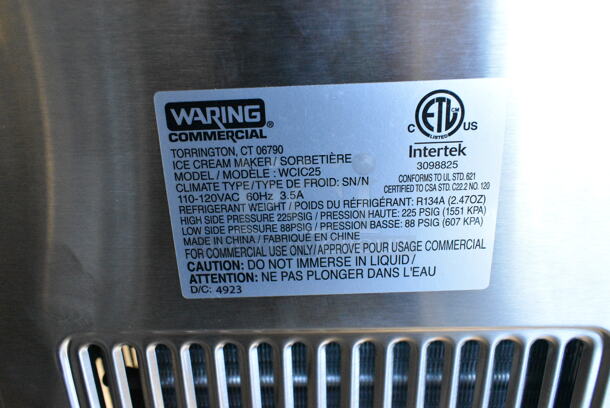 WARING®
COMMERCIAL
TORRINGTON, CT 06790
ICE CREAM MAKER / SORBETIÈRE
MODEL / MODÈLE : WCIC25
CLIMATE TYPE/TYPE DE FROID: SN/N
110-120VAC 60Hz 3.5A
REFRIGERANT WEIGHT / POIDS DU RÉFRIGÉRANT: R134A (2.47OZ)
HIGH SIDE PRESSURE 225PSIG / PRESSION HAUTE: 225 PSIG (1551 KPA)
LOW SIDE PRESSURE 88PSIG / PRESSION BASSE: 88 PSIG (607 KPA)
MADE IN CHINA / FABRIQUÉ EN CHINE
FOR COMMERCIAL USE ONLY/APPROVE POUR USAGE COMMERCIAL
CAUTION: DO NOT IMMERSE IN LIQUID /
ATTENTION: NE PAS PLONGER DANS L'EAU
D/C: 4923
C ETL CM US
LISTED
Intertek
3098825
CONFORMS TO UL STD. 621
CERTIFIED TO CSA STD. C22.2 NO. 120